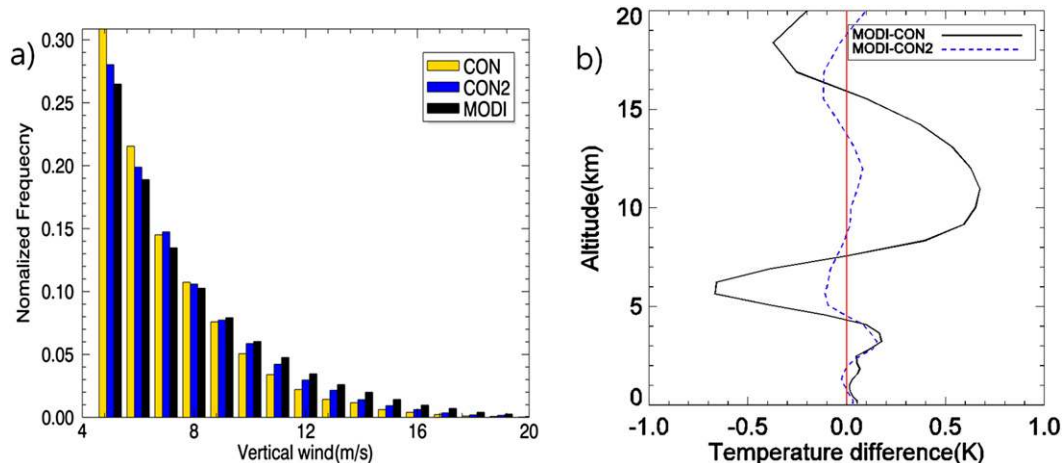 a)
0.30
0.25
0.20
0.15
0.10
0.05
0.00
Nomalized Frequecny
CON
CON2
MODI
4 8 12 16 20
Vertical wind(m/s)
b)
20
15
10
5
0
Altitude(km)
MODI-CON
MODI-CON2
-1.0 -0.5 0.0 0.5 1.0
Temperature difference(K)